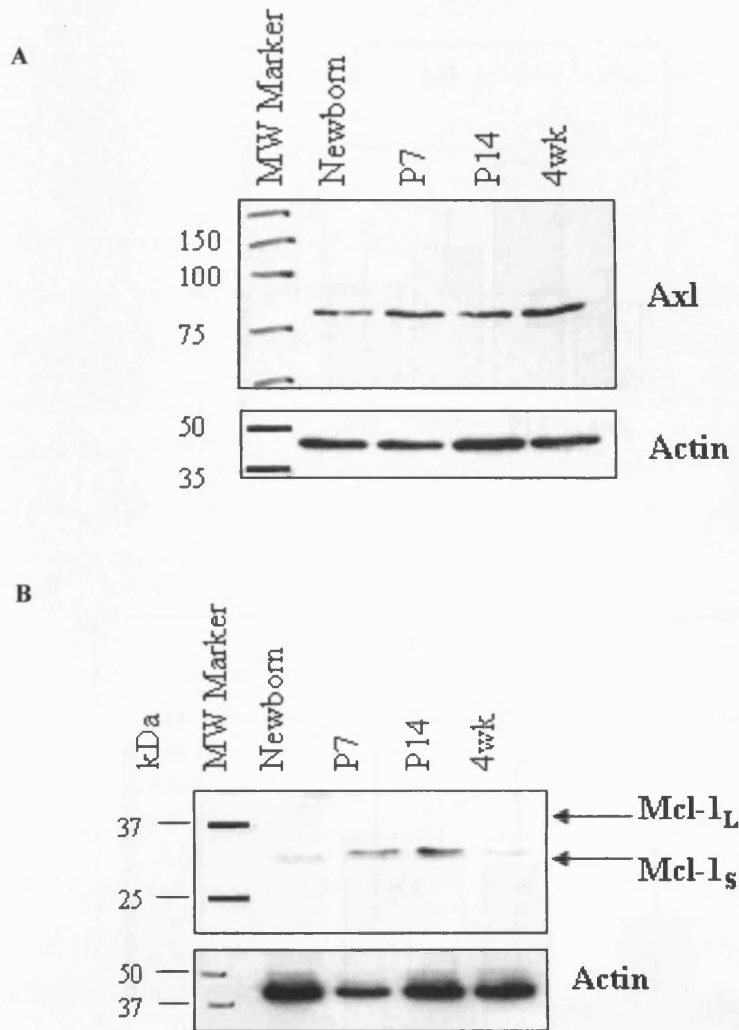 A
MW Marker
Newborn
P7
P14
4wk
150
100
75
Axl
50
35
Actin
B
kDa
MW Marker
Newborn
P7
P14
4wk
37
25
Mcl-1L
Mcl-1S
50
37
Actin